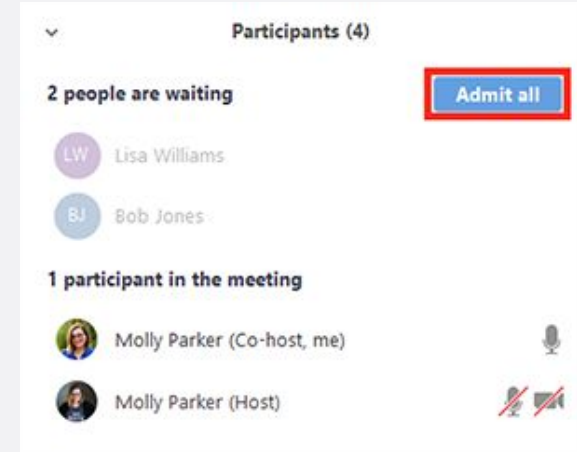 Participants (4)
2 people are waiting
Admit all
LW
Lisa Williams
BJ
Bob Jones
1 participant in the meeting
Molly Parker (Co-host, me)
Molly Parker (Host)